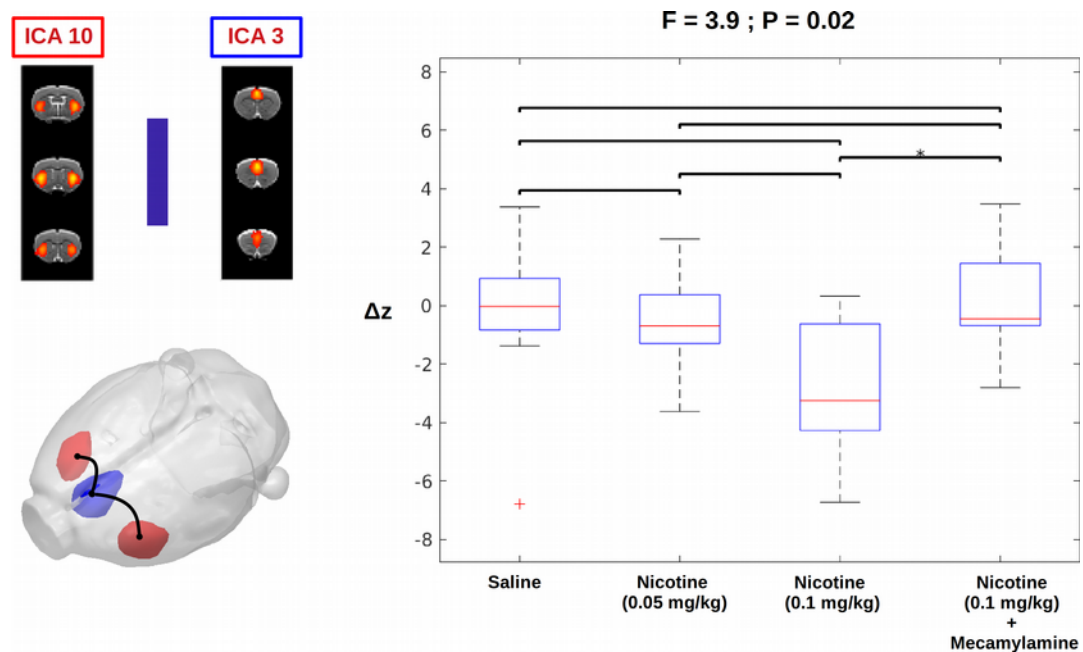 ICA 10
ICA 3
F = 3.9 ; P = 0.02
8
6
4
2
0
-2
-4
-6
-8
Δz
*
Saline
Nicotine
(0.05 mg/kg)
Nicotine
(0.1 mg/kg)
Nicotine
(0.1 mg/kg)
+
Mecamylamine